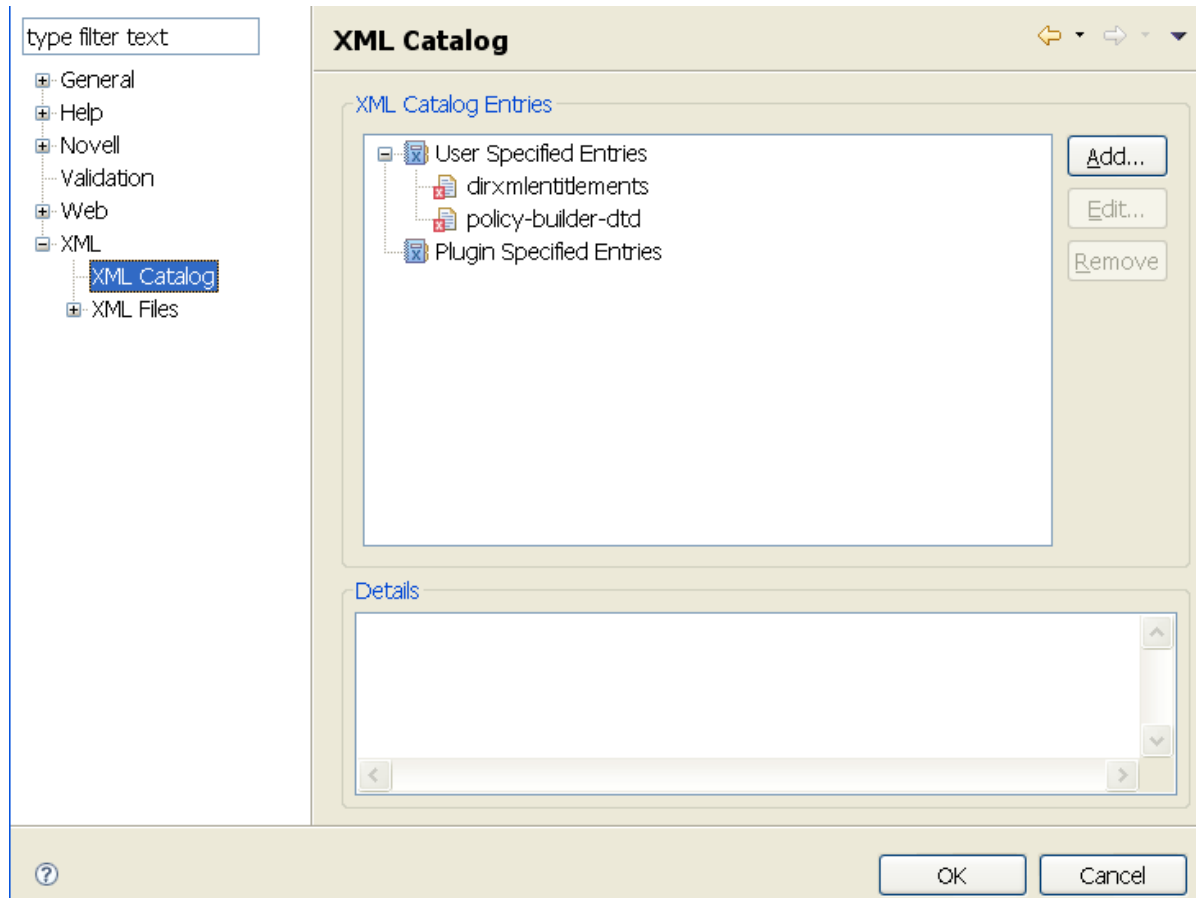 type filter text
General
Help
Novell
Validation
Web
XML
XML Catalog
XML Files
XML Catalog
XML Catalog Entries
User Specified Entries
dirxmlentitlements
policy-builder-dtd
Plugin Specified Entries
Add...
Edit...
Remove
Details
OK
Cancel